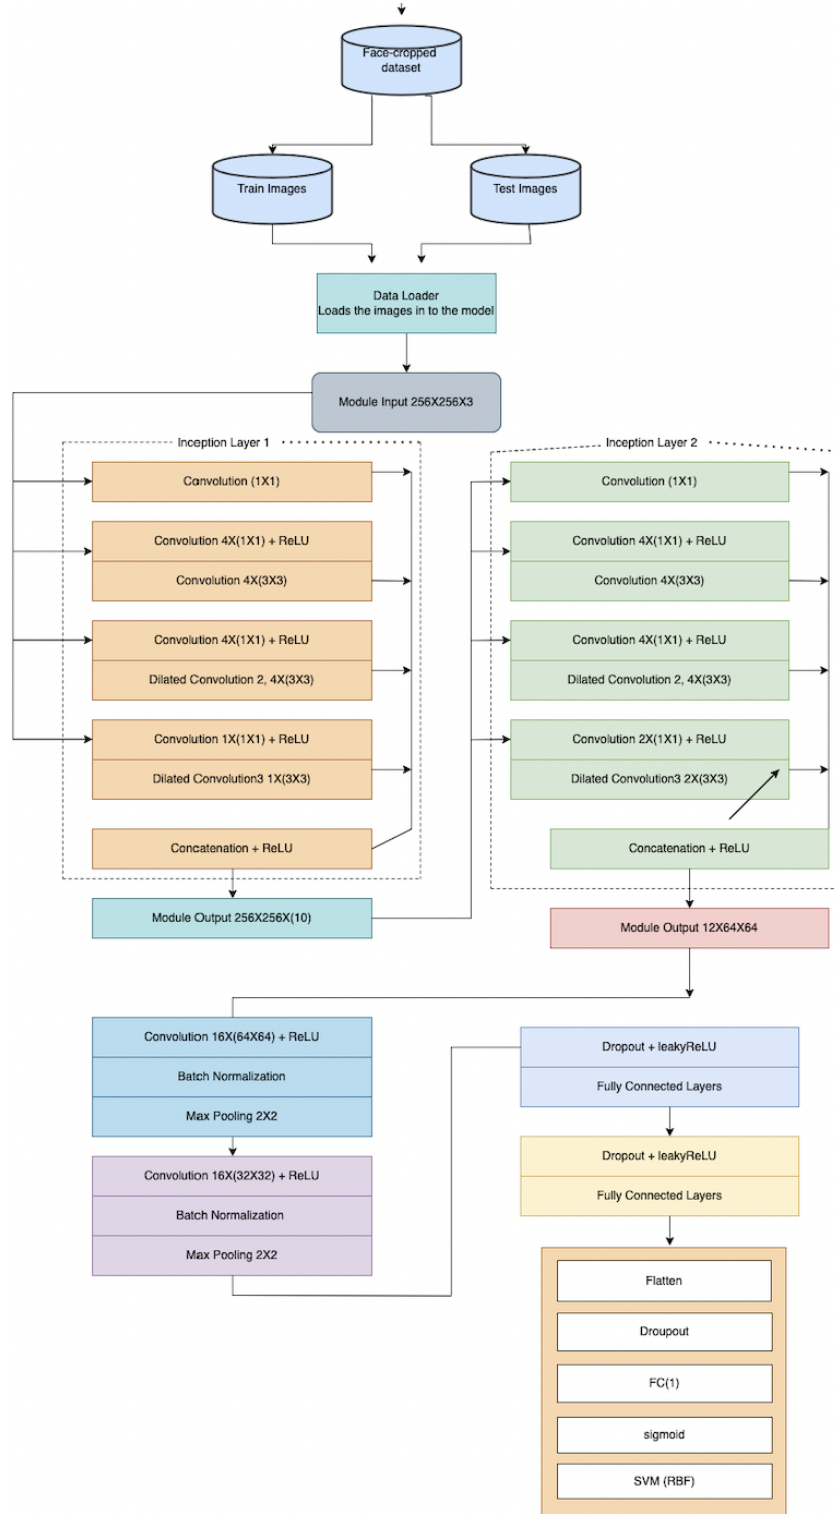 Face-cropped
dataset
Train Images
Test Images
Data Loader
Loads the images in to the model
Module Input 256X256X3
Inception Layer 1
Convolution (1X1)
Convolution 4X(1X1) + ReLU
Convolution 4X(3X3)
Convolution 4X(1X1) + ReLU
Dilated Convolution 2, 4X(3X3)
Convolution 1X(1X1) + ReLU
Dilated Convolution3 1X(3X3)
Concatenation + ReLU
Module Output 256X256X(10)
Inception Layer 2
Convolution (1X1)
Convolution 4X(1X1) + ReLU
Convolution 4X(3X3)
Convolution 4X(1X1) + ReLU
Dilated Convolution 2, 4X(3X3)
Convolution 2X(1X1) + ReLU
Dilated Convolution3 2X(3X3)
Concatenation + ReLU
Module Output 12X64X64
Convolution 16X(64X64) + ReLU
Batch Normalization
Max Pooling 2X2
Convolution 16X(32X32) + ReLU
Batch Normalization
Max Pooling 2X2
Dropout + leakyReLU
Fully Connected Layers
Dropout + leakyReLU
Fully Connected Layers
Flatten
Droupout
FC(1)
sigmoid
SVM (RBF)